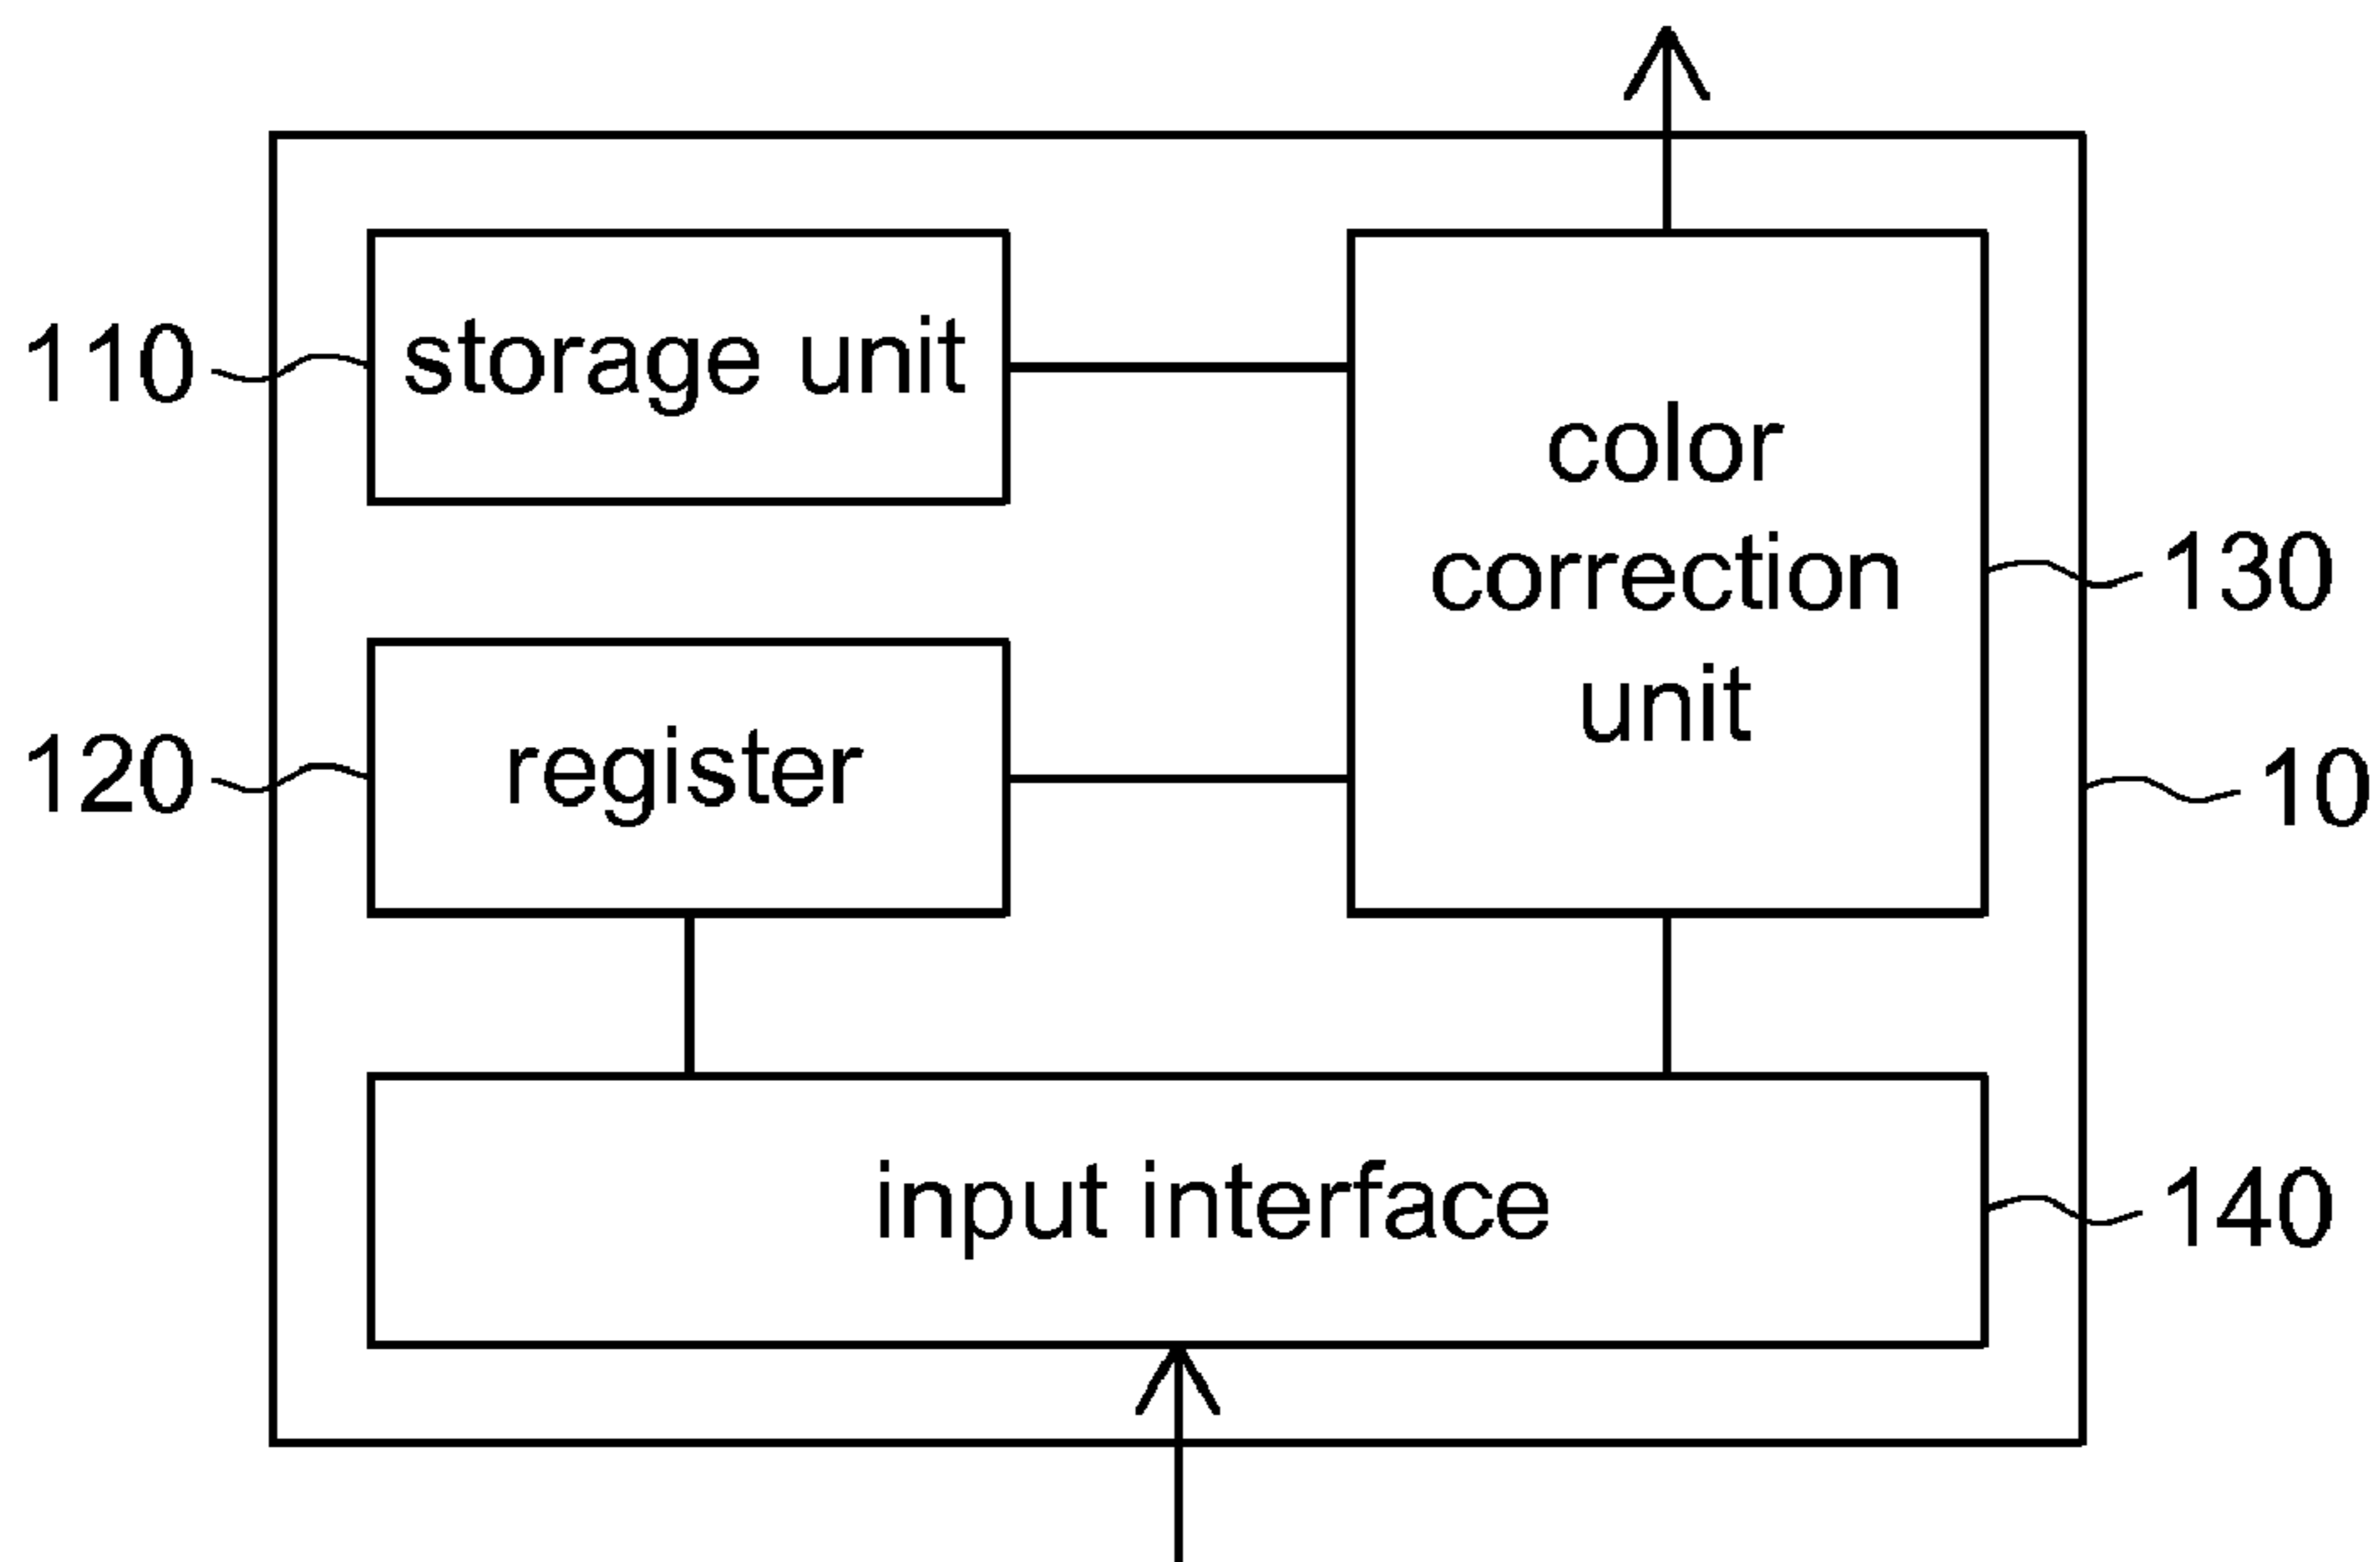 110
storage unit
color
correction
unit
130
120
register
10
input interface
140